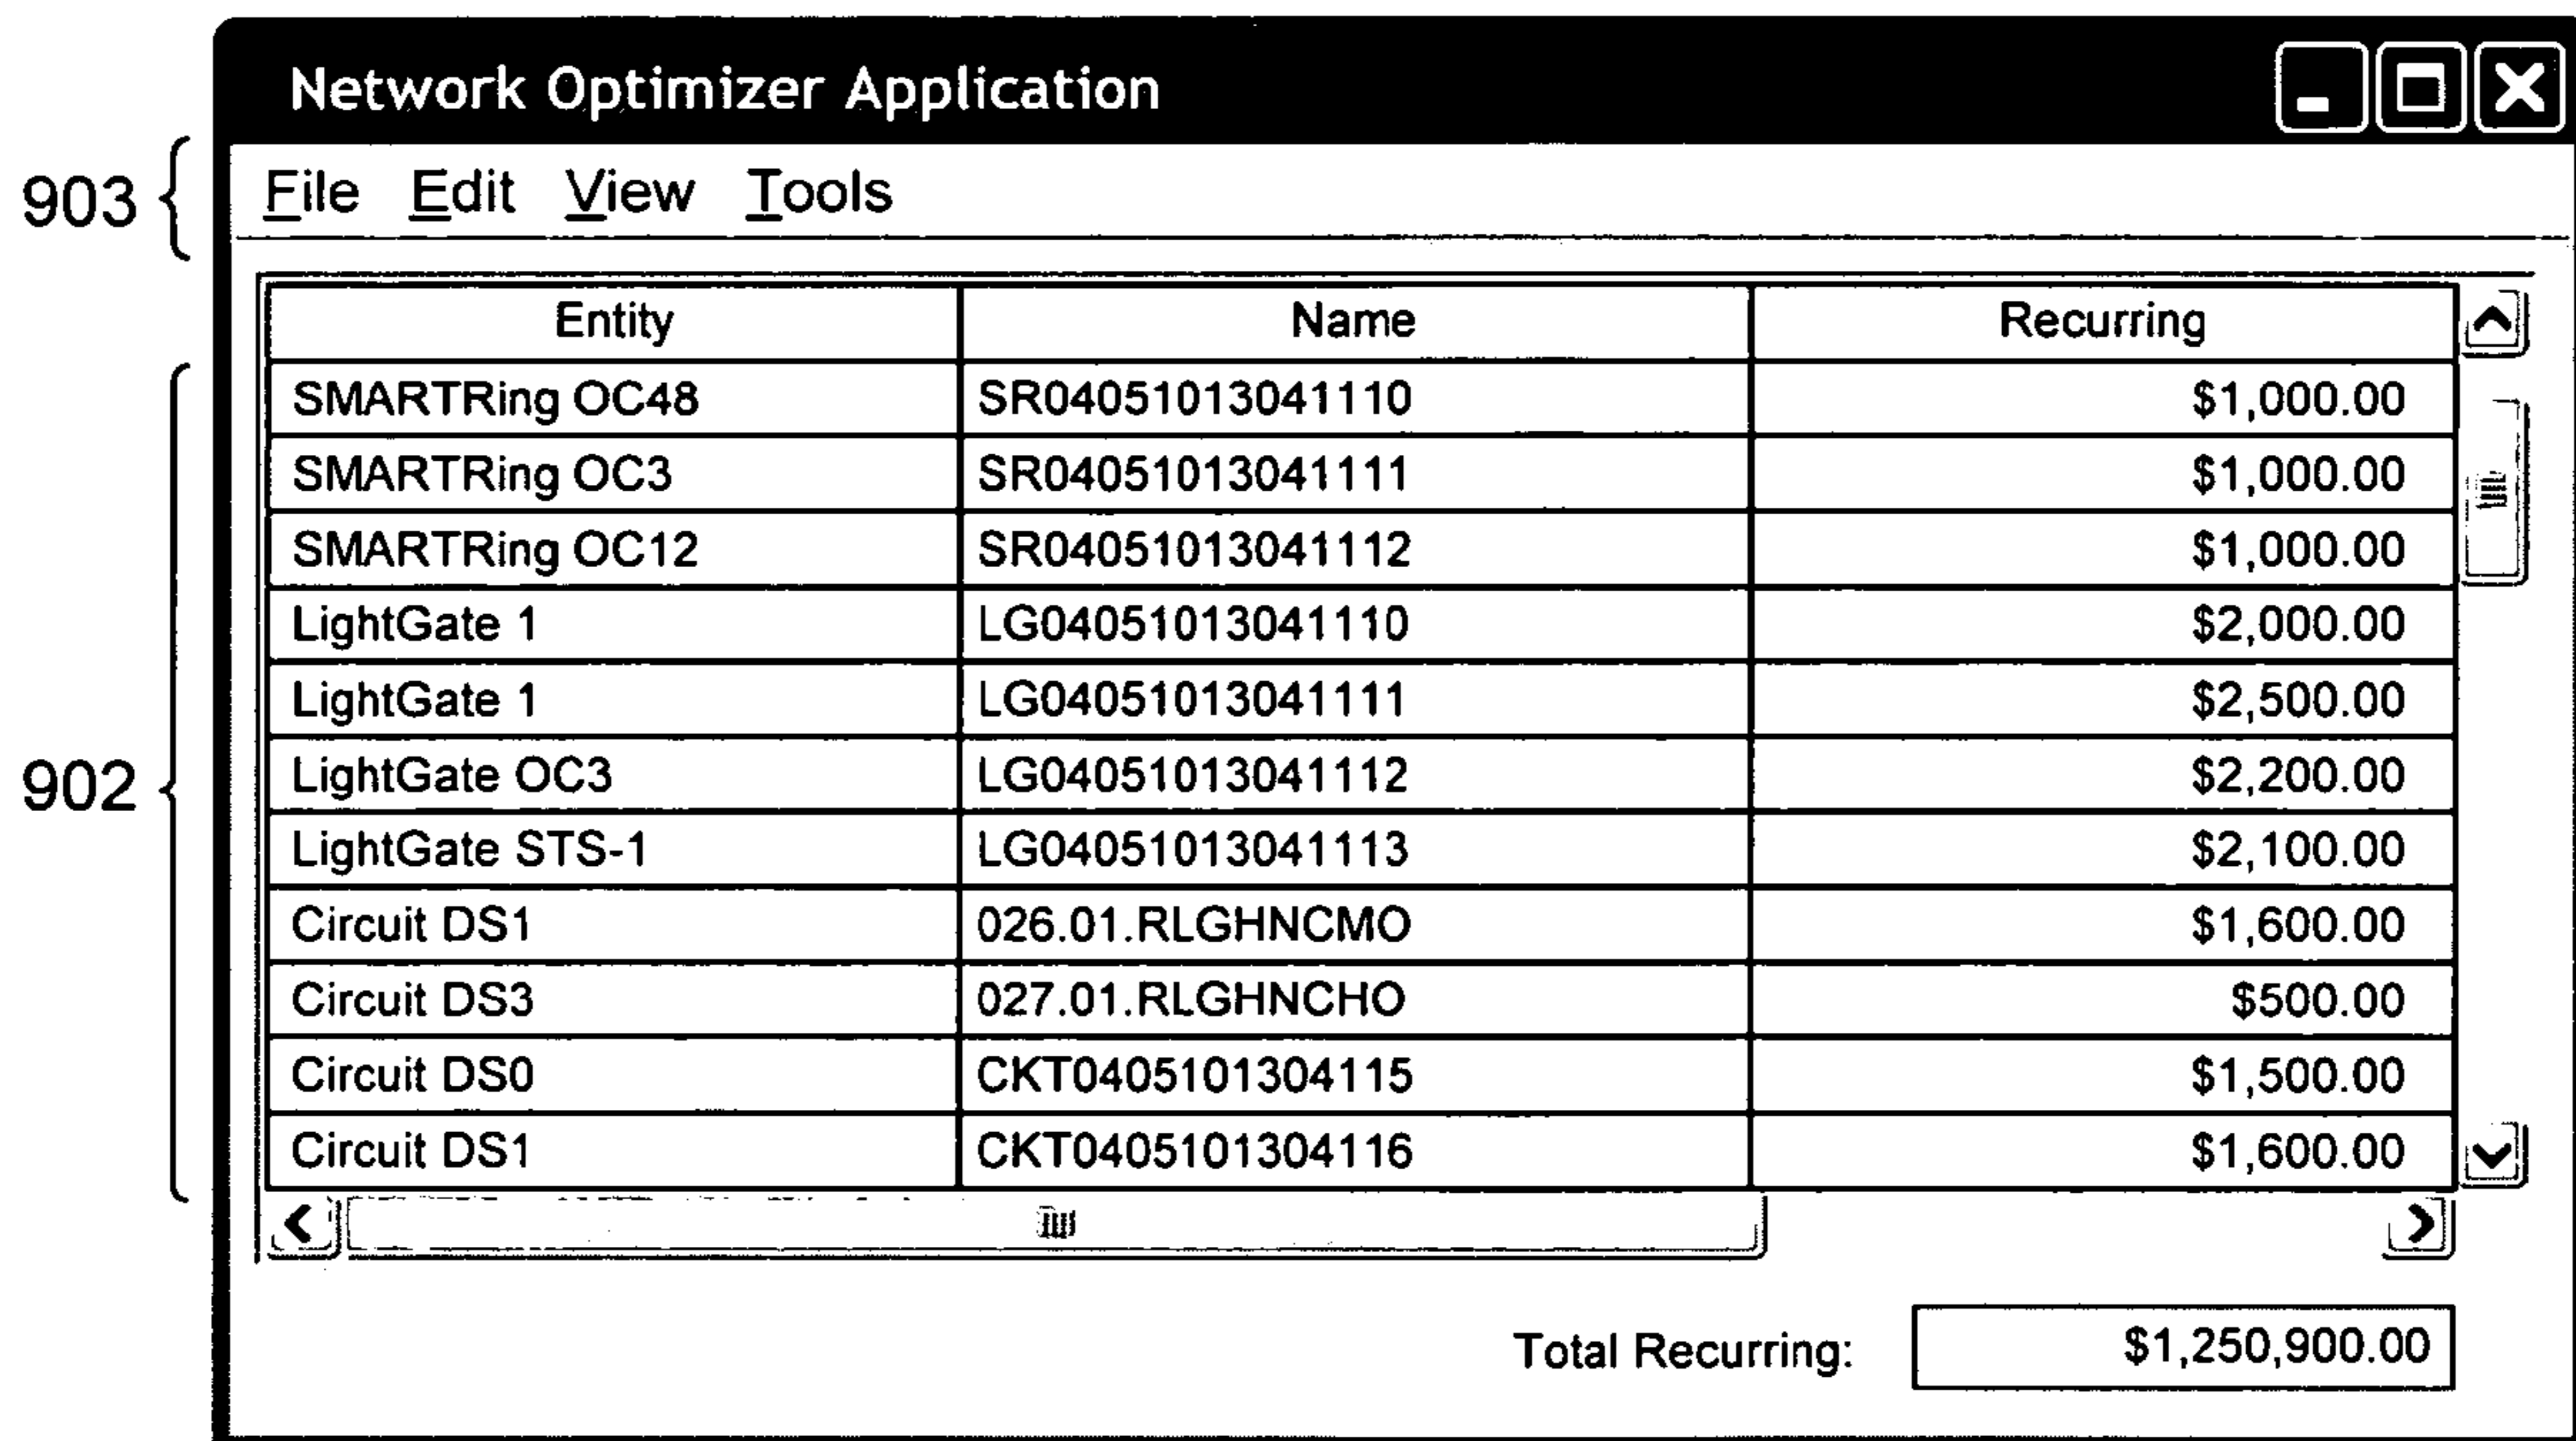 Network Optimizer Application
903
File Edit View Tools
Entity Name Recurring
SMARTRing OC48 SR04051013041110 $1,000.00
SMARTRing OC3 SR04051013041111 $1,000.00
SMARTRing OC12 SR04051013041112 $1,000.00
LightGate 1 LG04051013041110 $2,000.00
LightGate 1 LG04051013041111 $2,500.00
902
LightGate OC3 LG04051013041112 $2,200.00
LightGate STS-1 LG04051013041113 $2,100.00
Circuit DS1 026.01.RLGHNCMO $1,600.00
Circuit DS3 027.01.RLGHNCHO $500.00
Circuit DS0 CKT0405101304115 $1,500.00
Circuit DS1 CKT0405101304116 $1,600.00
Total Recurring: $1,250,900.00